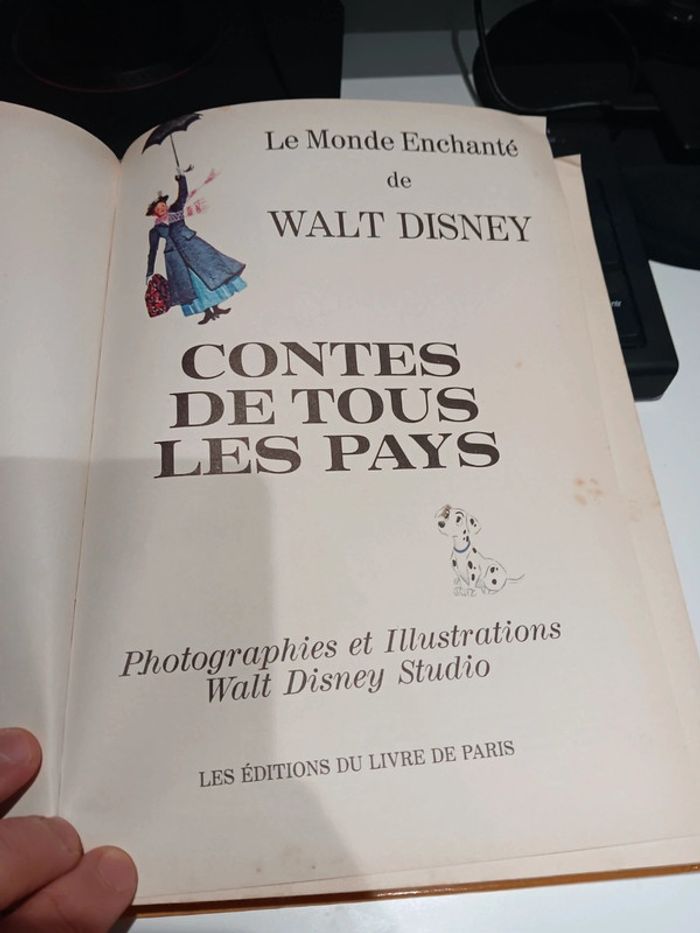 Le Monde Enchanté
de
WALT DISNEY
CONTES
DE TOUS
LES PAYS
Photographies et Illustrations
Walt Disney Studio
LES ÉDITIONS DU LIVRE DE PARIS